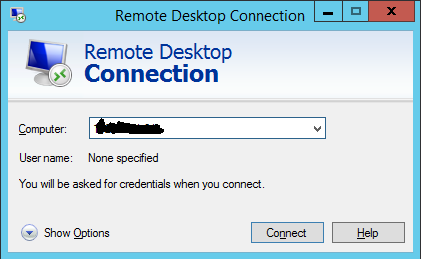 Remote Desktop Connection
Remote Desktop
Connection
Computer:
User name: None specified
You will be asked for credentials when you connect.
Show Options Connect Help